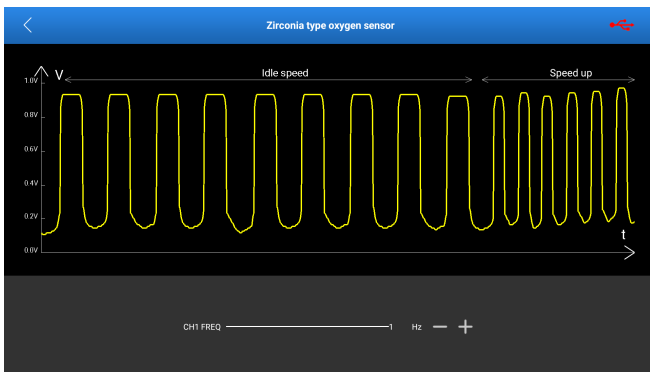 Zirconia type oxygen sensor
V
Idle speed
Speed up
1.0V
0.8V
0.6V
0.4V
0.2V
0.0V
t
CH1 FREQ 1 Hz